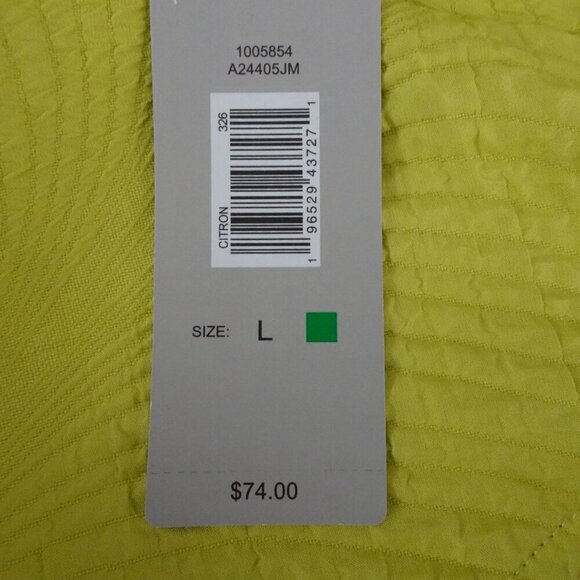 1005854
A24405JM
326
CITRON
1 96529 43727 1
SIZE: L
$74.00